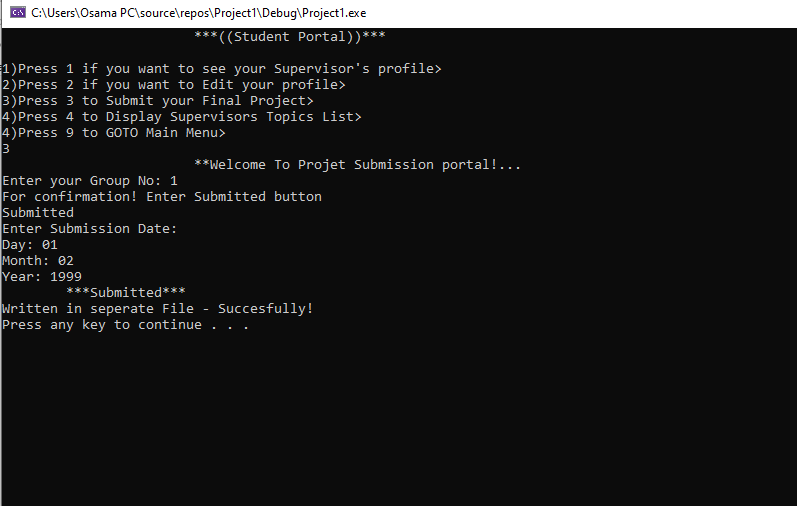 C:\Users\Osama PC\source\repos\Project1\Debug\Project1.exe
***((Student Portal))***
1)Press 1 if you want to see your Supervisor's profile>
2)Press 2 if you want to Edit your profile>
3)Press 3 to Submit your Final Project>
4)Press 4 to Display Supervisors Topics List>
4)Press 9 to GOTO Main Menu>
3
**Welcome To Projet Submission portal!...
Enter your Group No: 1
For confirmation! Enter Submitted button
Submitted
Enter Submission Date:
Day: 01
Month: 02
Year: 1999
***Submitted***
Written in seperate File - Succesfully!
Press any key to continue . . .